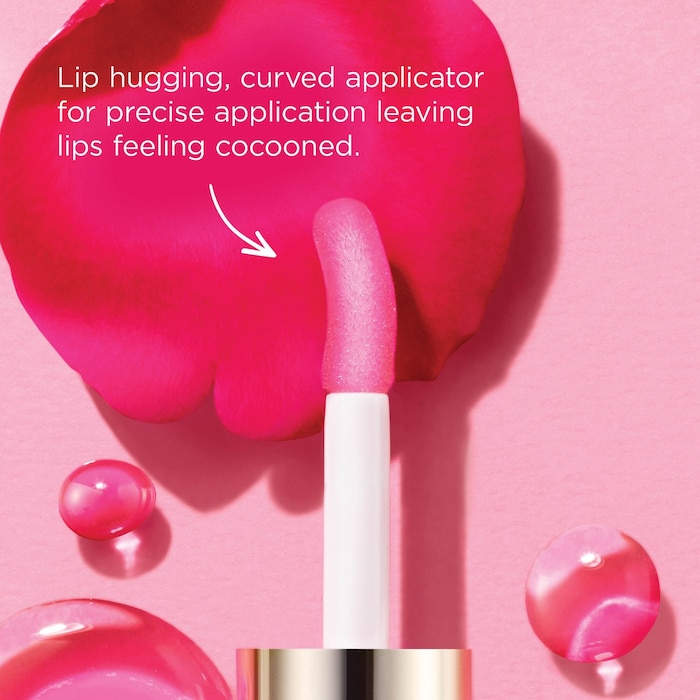 Lip hugging, curved applicator
for precise application leaving
lips feeling cocooned.